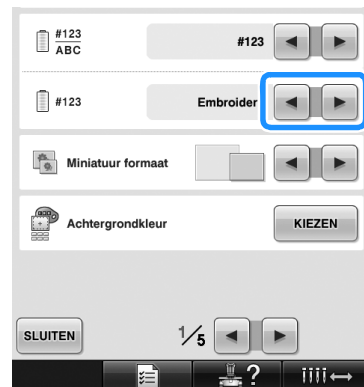 #123
ABC
#123
#123
Embroider
Miniatuur formaat
Achtergrondkleur
KIEZEN
SLUITEN
1/5
?